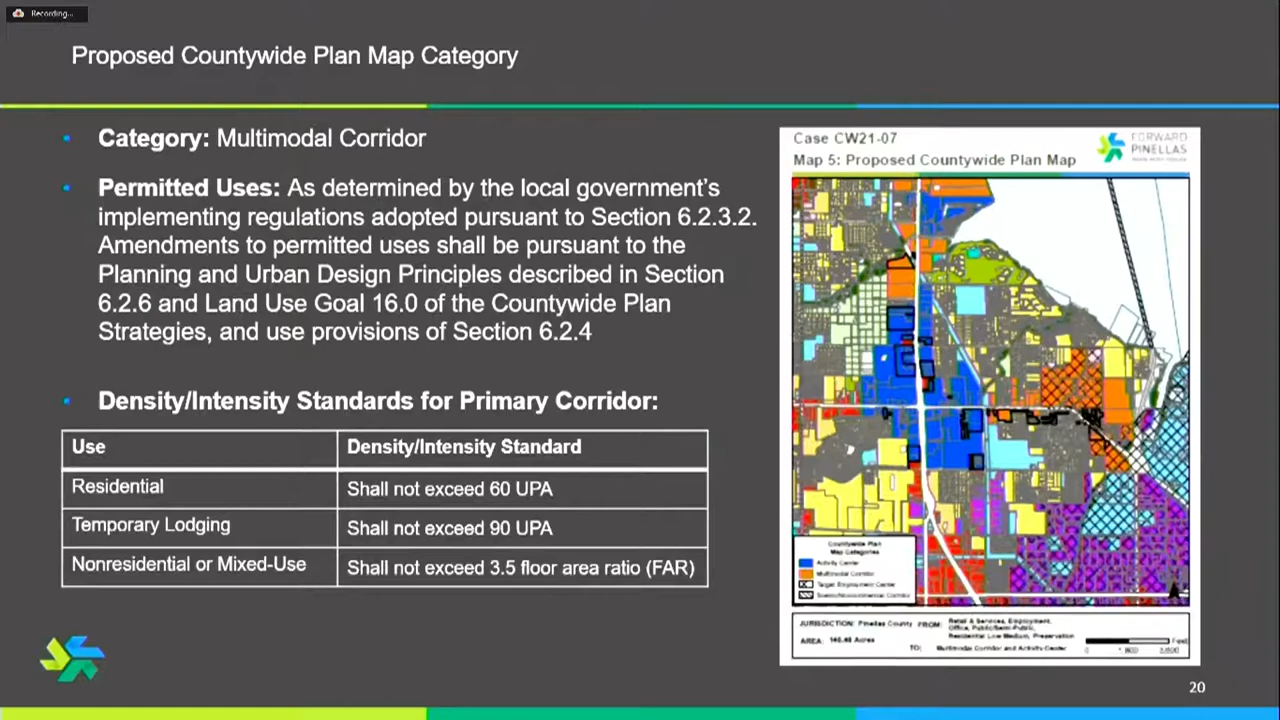 Recording...
Proposed Countywide Plan Map Category
• Category: Multimodal Corridor
• Permitted Uses: As determined by the local government's
implementing regulations adopted pursuant to Section 6.2.3.2.
Amendments to permitted uses shall be pursuant to the
Planning and Urban Design Principles described in Section
6.2.6 and Land Use Goal 16.0 of the Countywide Plan
Strategies, and use provisions of Section 6.2.4
• Density/Intensity Standards for Primary Corridor:
Use Density/Intensity Standard
Residential Shall not exceed 60 UPA
Temporary Lodging Shall not exceed 90 UPA
Nonresidential or Mixed-Use Shall not exceed 3.5 floor area ratio (FAR)
Case CW21-07
Map 5: Proposed Countywide Plan Map
FORWARD
PINELLAS
Countywide Plan
Map Categories
Activity Center
Multimodal Corridor
Target Employment Center
Scenic/Noncommercial Corridor
JURISDICTION: Pinellas County
AREA: Acres
FROM: Retail & Services, Employment,
Office, Public/Semi-Public,
Residential Low Medium, Preservation
TO: Multimodal Corridor and Activity Center
Feet
0
20